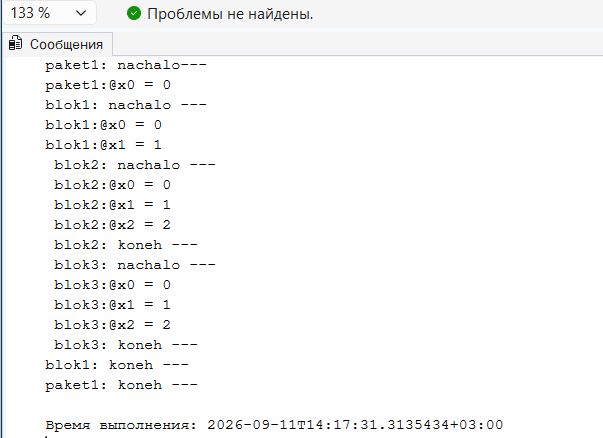 133 %
Проблемы не найдены.
Сообщения
paket1: nachalo---
paket1:@x0 = 0
blok1: nachalo ---
blok1:@x0 = 0
blok1:@x1 = 1
blok2: nachalo ---
blok2:@x0 = 0
blok2:@x1 = 1
blok2:@x2 = 2
blok2: koneh ---
blok3: nachalo ---
blok3:@x0 = 0
blok3:@x1 = 1
blok3:@x2 = 2
blok3: koneh ---
blok1: koneh ---
paket1: koneh ---
Время выполнения: 2026-09-11T14:17:31.3135434+03:00